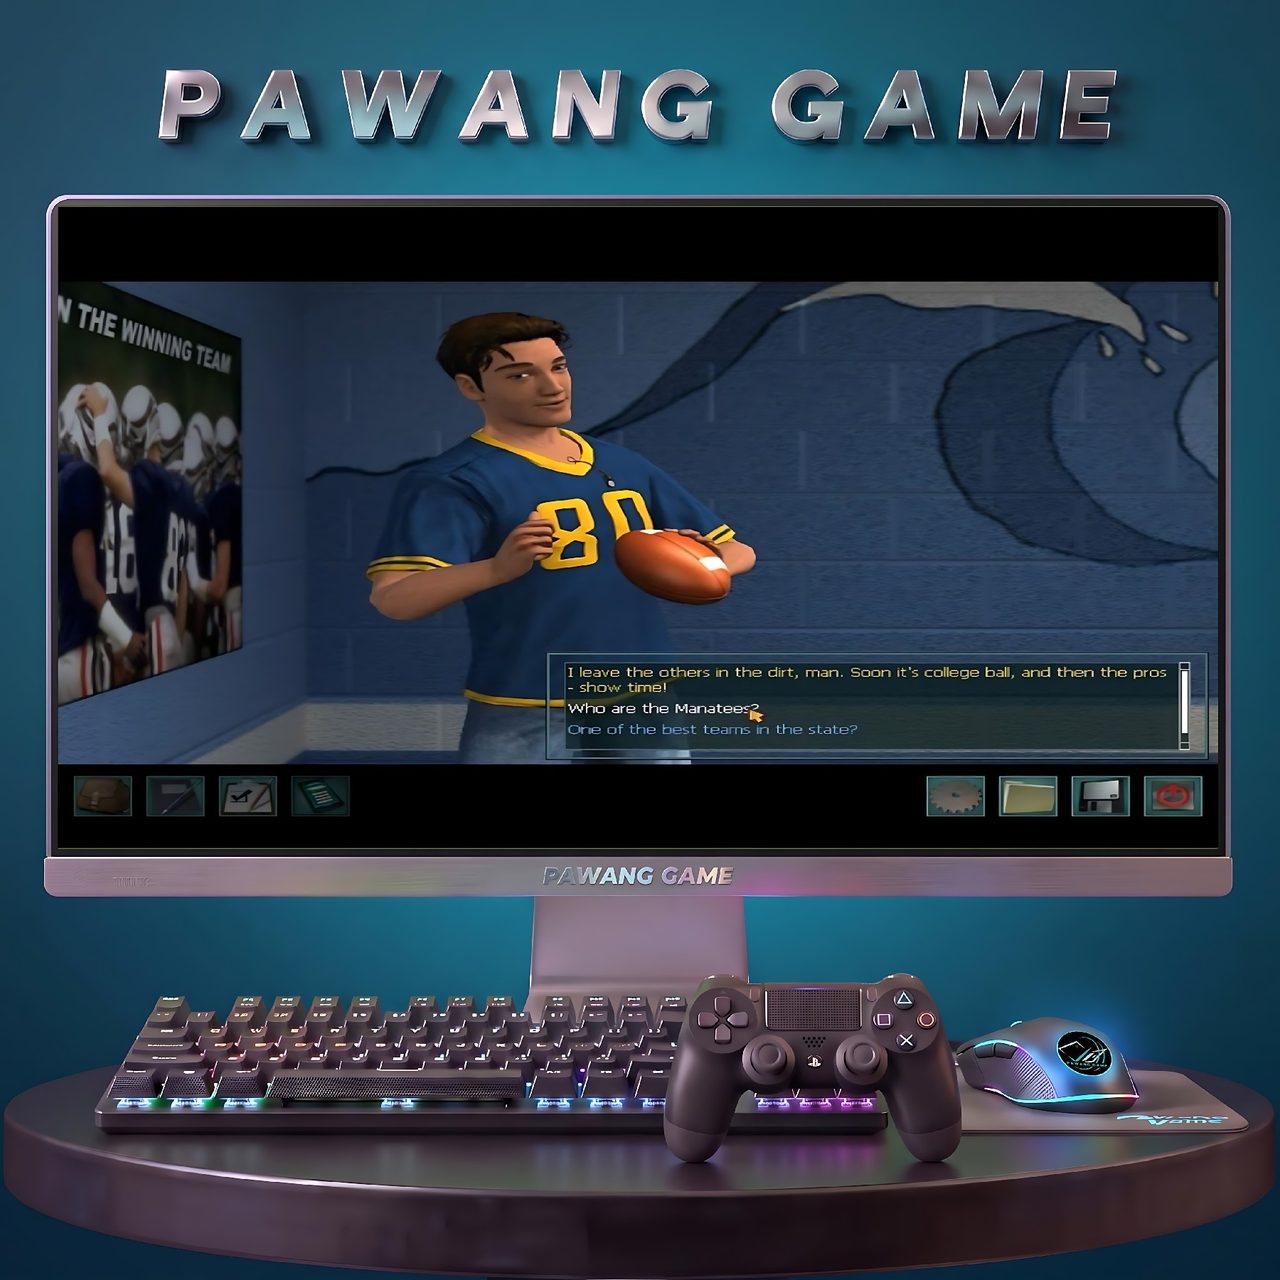 PAWANG GAME
N THE WINNING TEAM
16
80
I leave the others in the dirt, man. Soon it's college ball, and then the pros
- show time!
Who are the Manatees?
One of the best teams in the state?
PAWANG GAME